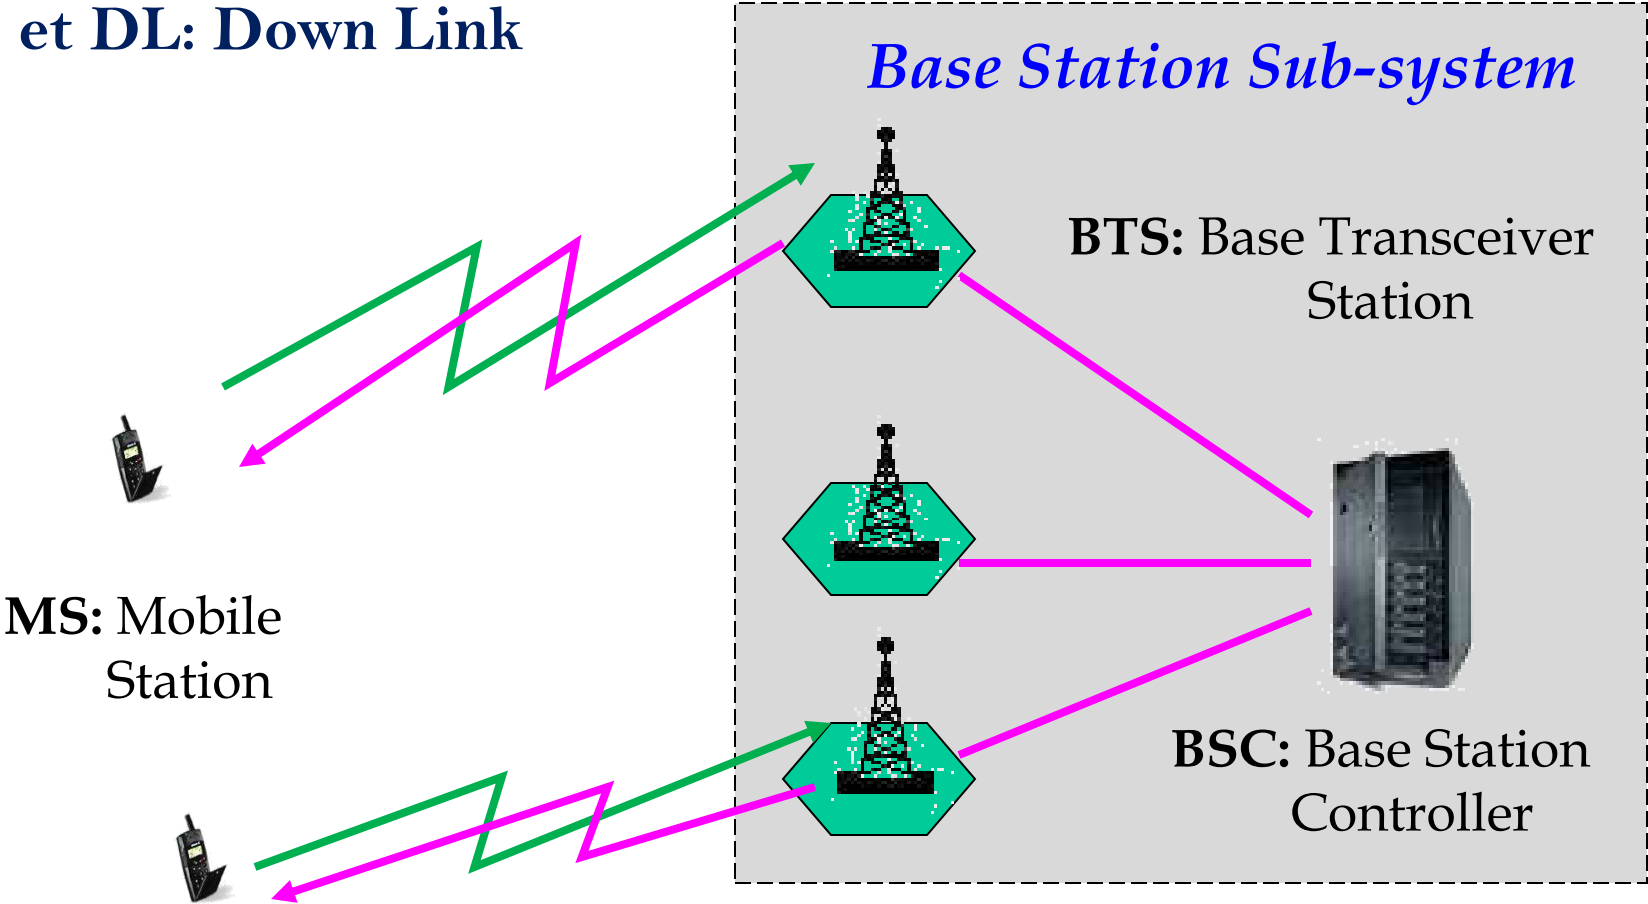 et DL: Down Link
Base Station Sub-system
BTS: Base Transceiver
Station
MS: Mobile
Station
BSC: Base Station
Controller